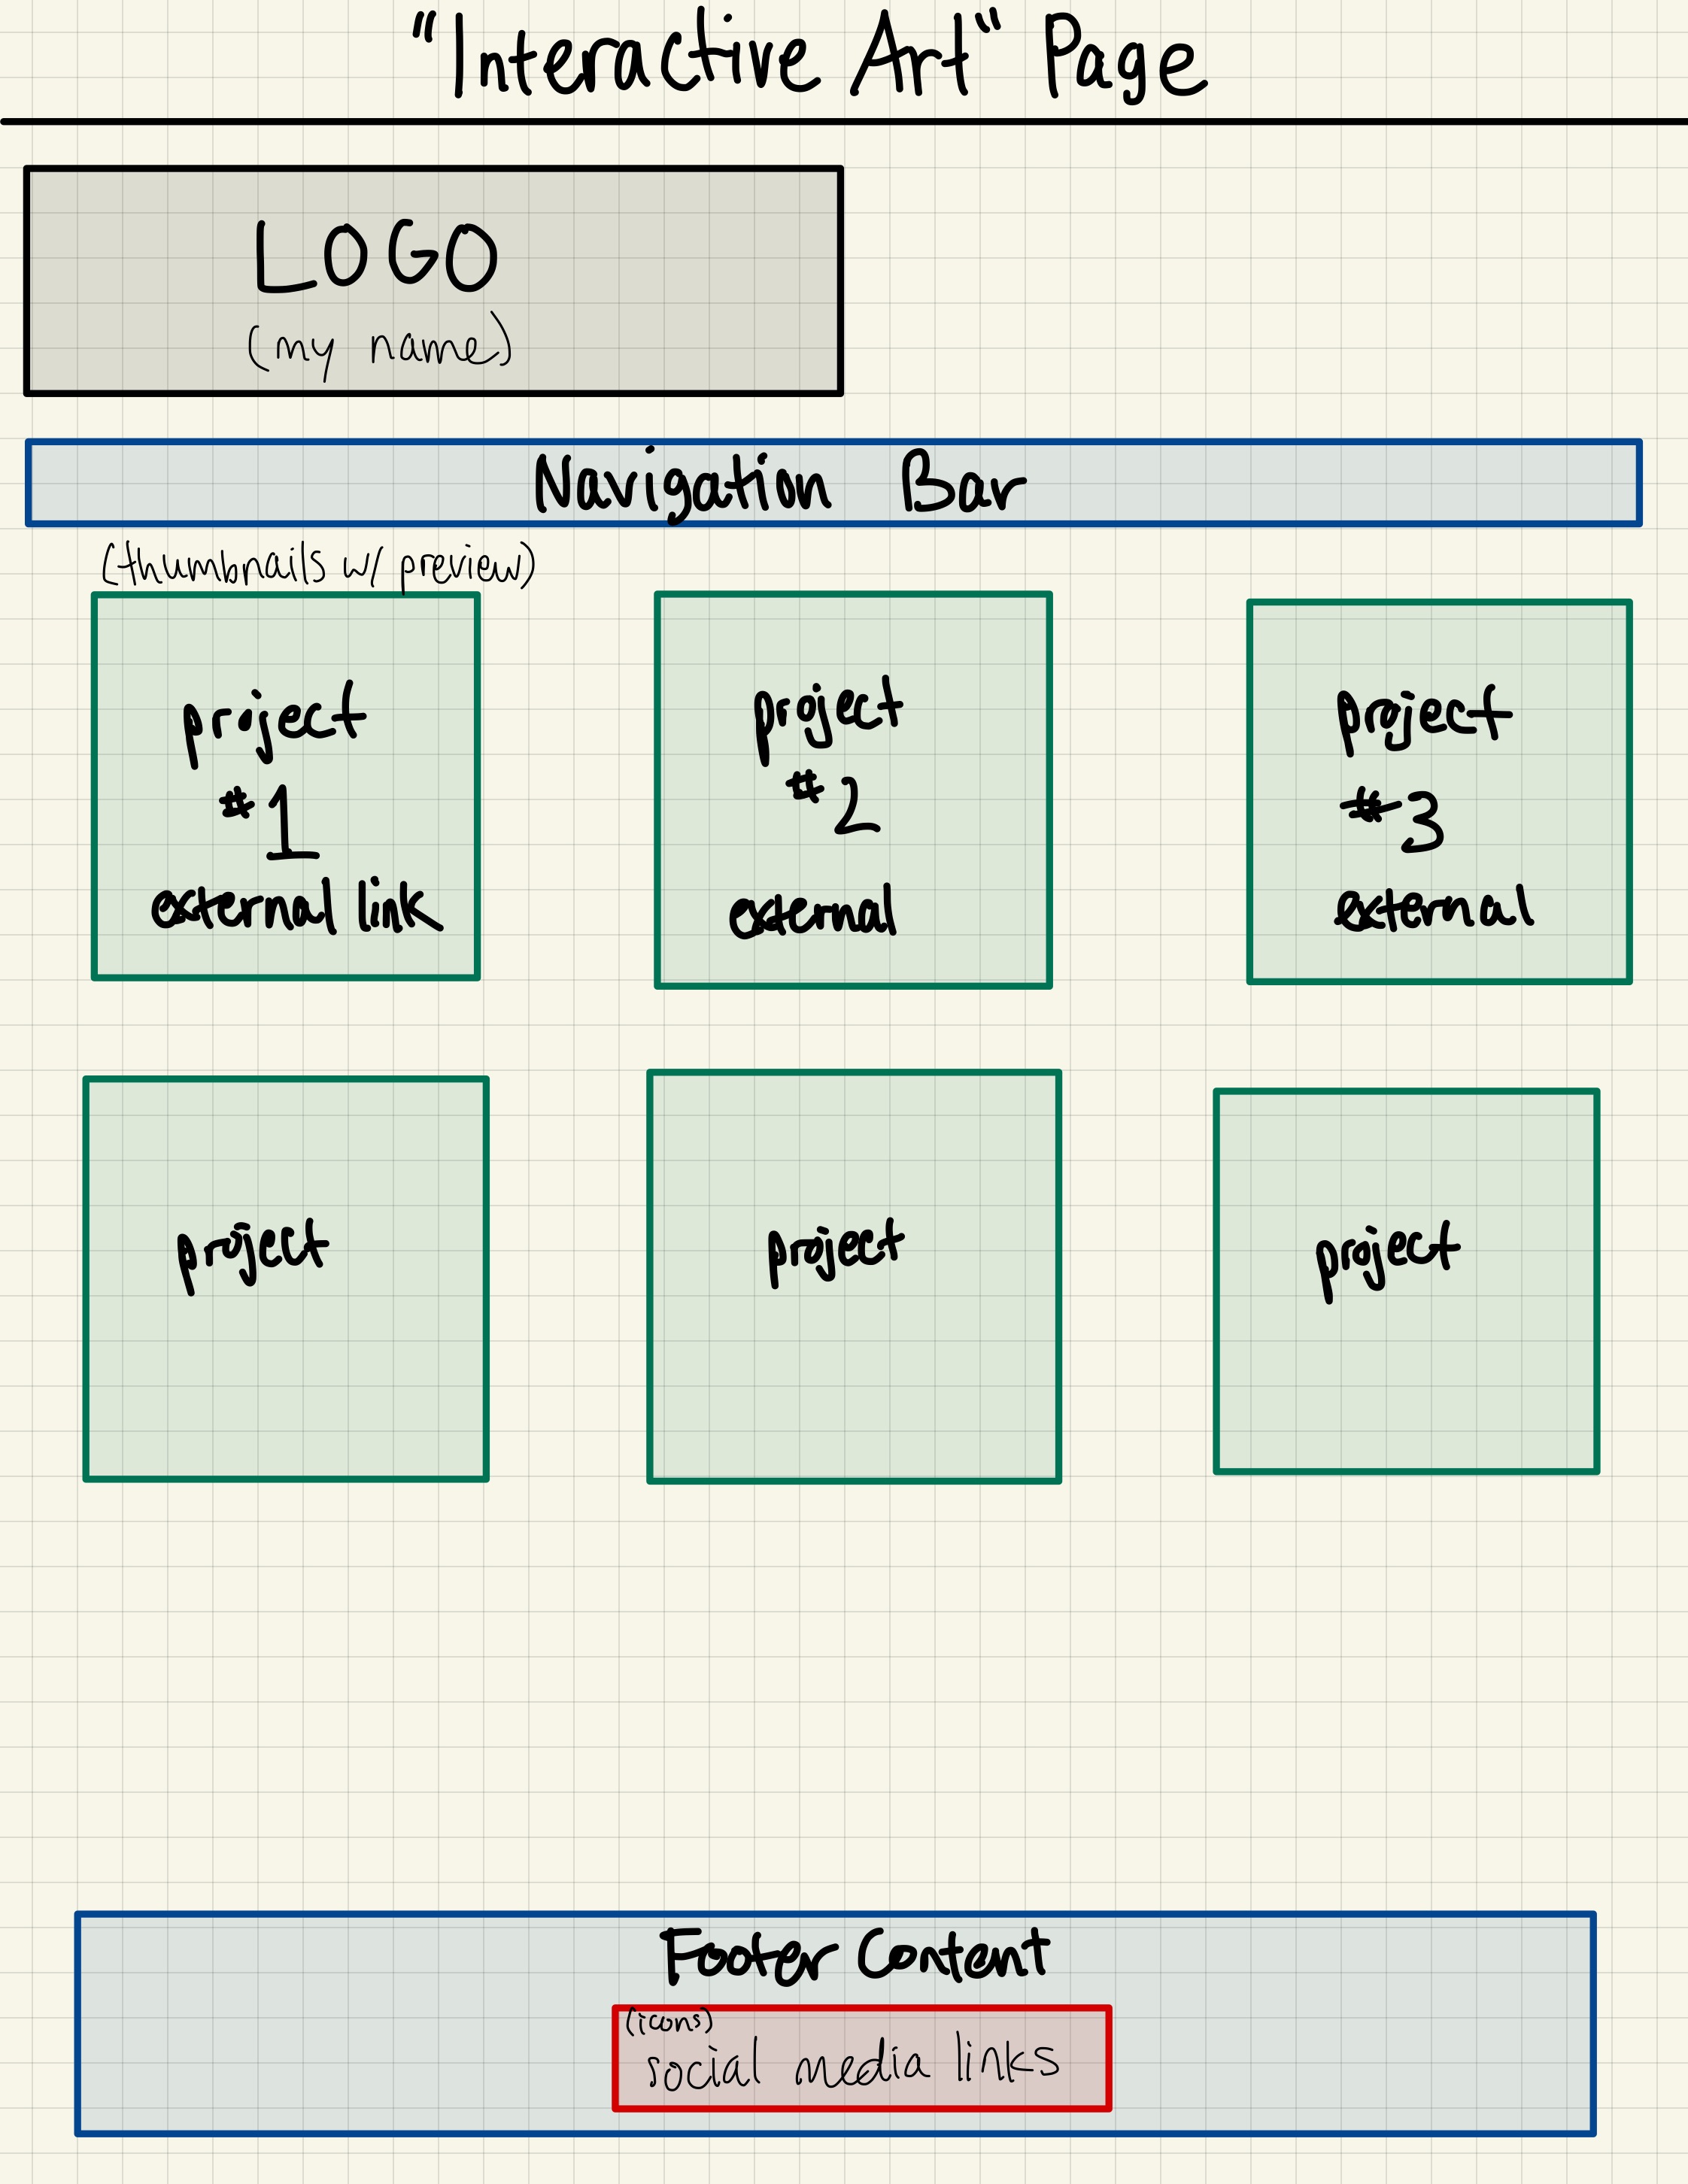 "Interactive Art" Page
LOGO
(my name)
Navigation Bar
(thumbnails w/ preview)
project
#1
external link
project
#2
external
project
#3
external
project
project
project
Footer Content
(icons)
social media links